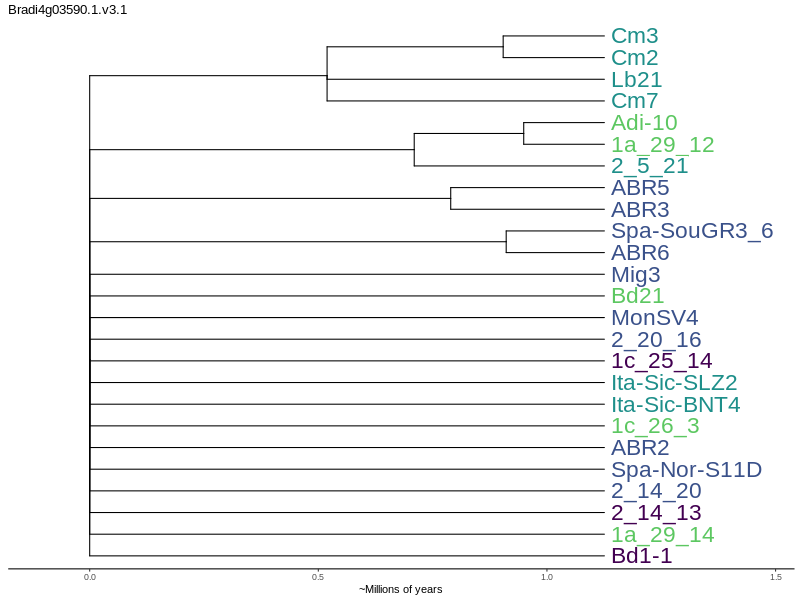 Bradi4g03590.1.v3.1
Cm3
Cm2
Lb21
Cm7
Adi-10
1a_29_12
2_5_21
ABR5
ABR3
Spa-SouGR3_6
ABR6
Mig3
Bd21
MonSV4
2_20_16
1c_25_14
Ita-Sic-SLZ2
Ita-Sic-BNT4
1c_26_3
ABR2
Spa-Nor-S11D
2_14_20
2_14_13
1a_29_14
Bd1-1
0.0 0.5 1.0 1.5
~Millions of years